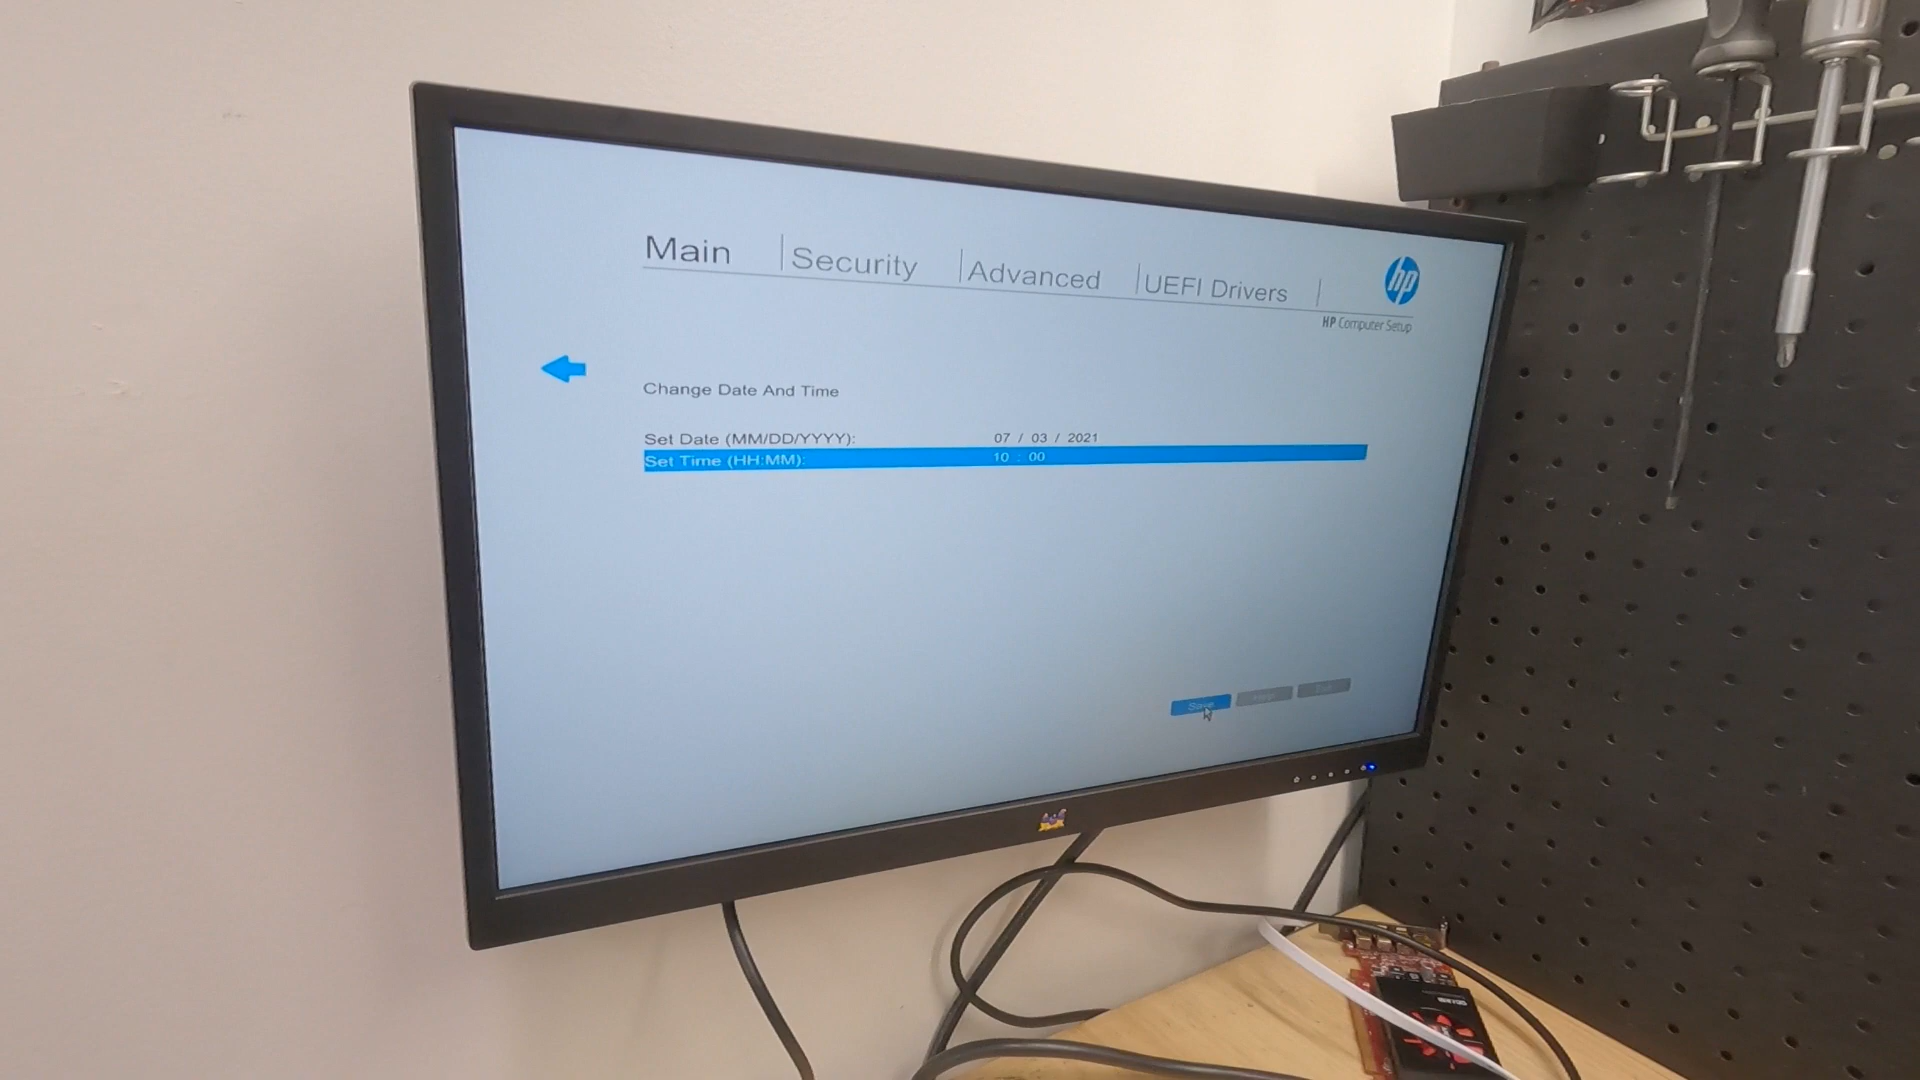 Main Security Advanced UEFI Drivers
hp
HP Computer Setup
Change Date And Time
Set Date (MM/DD/YYYY): 07 / 03 / 2021
Set Time (HH:MM): 10 : 00
Save